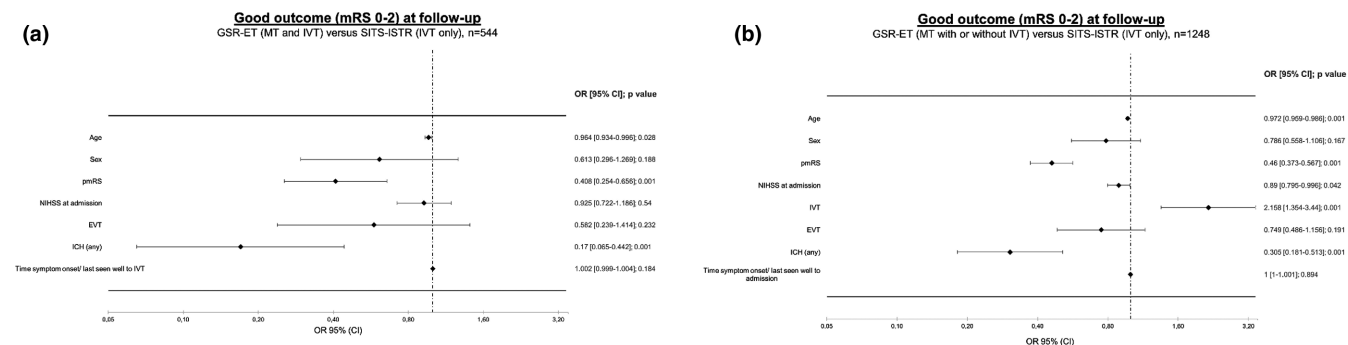 (a)
Good outcome (mRS 0-2) at follow-up
GSR-ET (MT and IVT) versus SITS-ISTR (IVT only), n=544
OR [95% CI]; p value
Age 0.964 [0.934-0.996]; 0.028
Sex 0.613 [0.296-1.269]; 0.188
pmRS 0.408 [0.254-0.656]; 0.001
NIHSS at admission 0.925 [0.722-1.186]; 0.54
EVT 0.582 [0.239-1.414]; 0.232
ICH (any) 0.17 [0.065-0.442]; 0.001
Time symptom onset/ last seen well to IVT 1.002 [0.999-1.004]; 0.184
0,05 0,10 0,20 0,40 0,80 1,60 3,20
OR 95% (CI)
(b)
Good outcome (mRS 0-2) at follow-up
GSR-ET (MT with or without IVT) versus SITS-ISTR (IVT only), n=1248
OR [95% CI]; p value
Age 0.972 [0.959-0.986]; 0.001
Sex 0.786 [0.558-1.106]; 0.167
pmRS 0.46 [0.373-0.567]; 0.001
NIHSS at admission 0.89 [0.795-0.996]; 0.042
IVT 2.158 [1.354-3.44]; 0.001
EVT 0.749 [0.486-1.156]; 0.191
ICH (any) 0.305 [0.181-0.513]; 0.001
Time symptom onset/ last seen well to
admission 1 [1-1.001]; 0.894
0,05 0,10 0,20 0,40 0,80 1,60 3,20
OR 95% (CI)